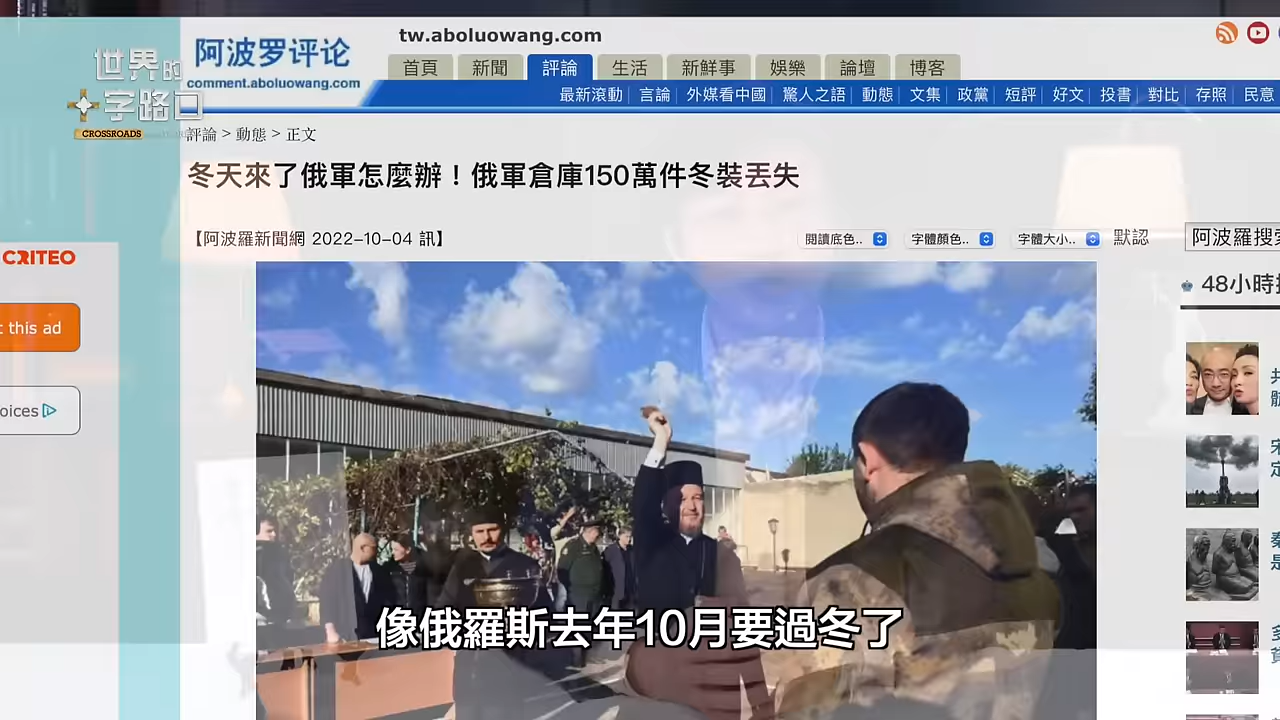 tw.aboluowang.com
世界的
十字路口
CROSSROADS
阿波罗评论
comment.aboluowang.com
首頁 新聞 評論 生活 新鮮事 娛樂 論壇 博客
最新滾動 言論 外媒看中國 驚人之語 動態 文集 政黨 短評 好文 投書 對比 存照 民意
評論 > 動態 > 正文
冬天來了俄軍怎麼辦！俄軍倉庫150萬件冬裝丟失
【阿波羅新聞網 2022-10-04 訊】
閱讀底色.. 字體顏色.. 字體大小.. 默認
阿波羅搜
48小時
CRITEO
this ad
oices
像俄羅斯去年10月要過冬了